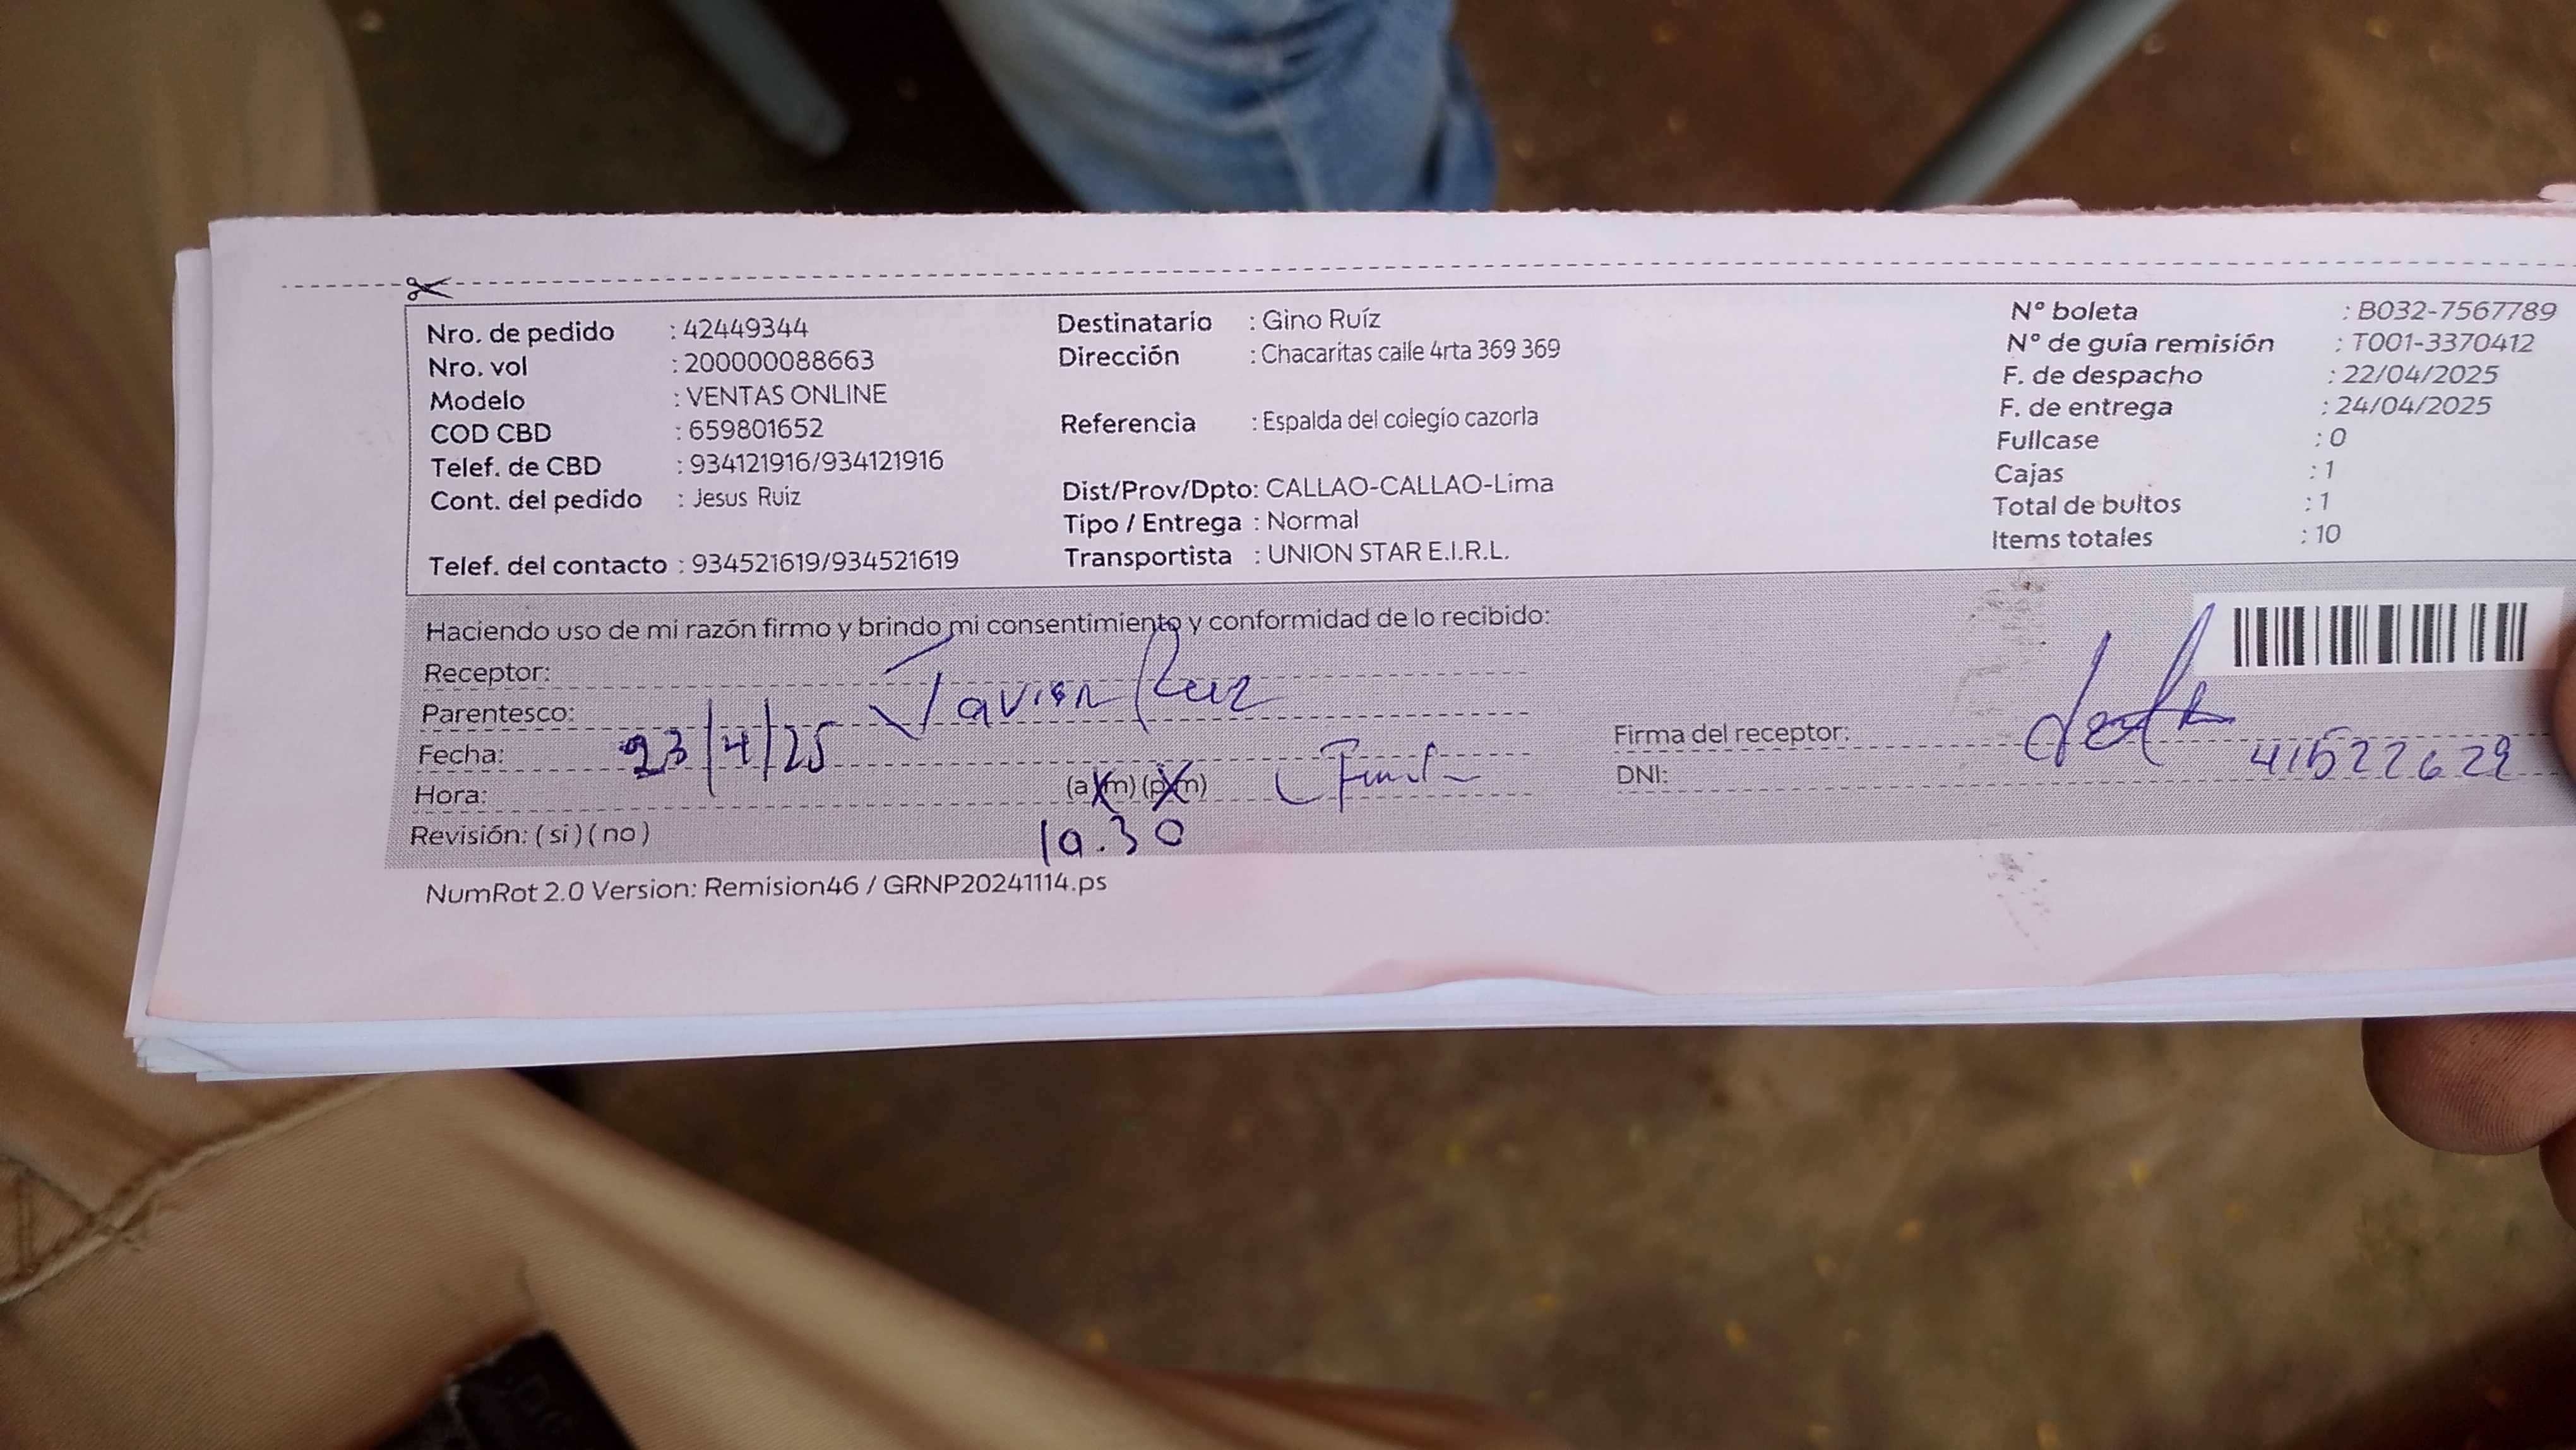 Nro. de pedido : 42449344
Nro. vol : 200000088663
Modelo : VENTAS ONLINE
COD CBD : 659801652
Telef. de CBD : 934121916/934121916
Cont. del pedido : Jesus Ruiz
Telef. del contacto : 934521619/934521619
Destinatario : Gino Ruíz
Dirección : Chacaritas calle 4rta 369 369
Referencia : Espalda del colegio cazorla
Dist/Prov/Dpto: CALLAO-CALLAO-Lima
Tipo / Entrega : Normal
Transportista : UNION STAR E.I.R.L.
Nº boleta : B032-7567789
Nº de guía remisión : T001-3370412
F. de despacho : 22/04/2025
F. de entrega : 24/04/2025
Fullcase : 0
Cajas : 1
Total de bultos : 1
Items totales : 10
Haciendo uso de mi razón firmo y brindo mi consentimiento y conformidad de lo recibido:
Receptor:
Javier Ruiz
Parentesco:
Fecha: 23/4/25
Hora: (am) (pm)
10.30
Revisión: ( si ) ( no )
Firma del receptor:
DNI: 41522629
NumRot 2.0 Version: Remision46 / GRNP20241114.ps